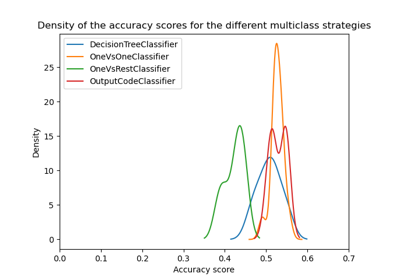 Density of the accuracy scores for the different multiclass strategies
DecisionTreeClassifier
OneVsOneClassifier
OneVsRestClassifier
OutputCodeClassifier
Density
25
20
15
10
5
0
0.0 0.1 0.2 0.3 0.4 0.5 0.6 0.7
Accuracy score